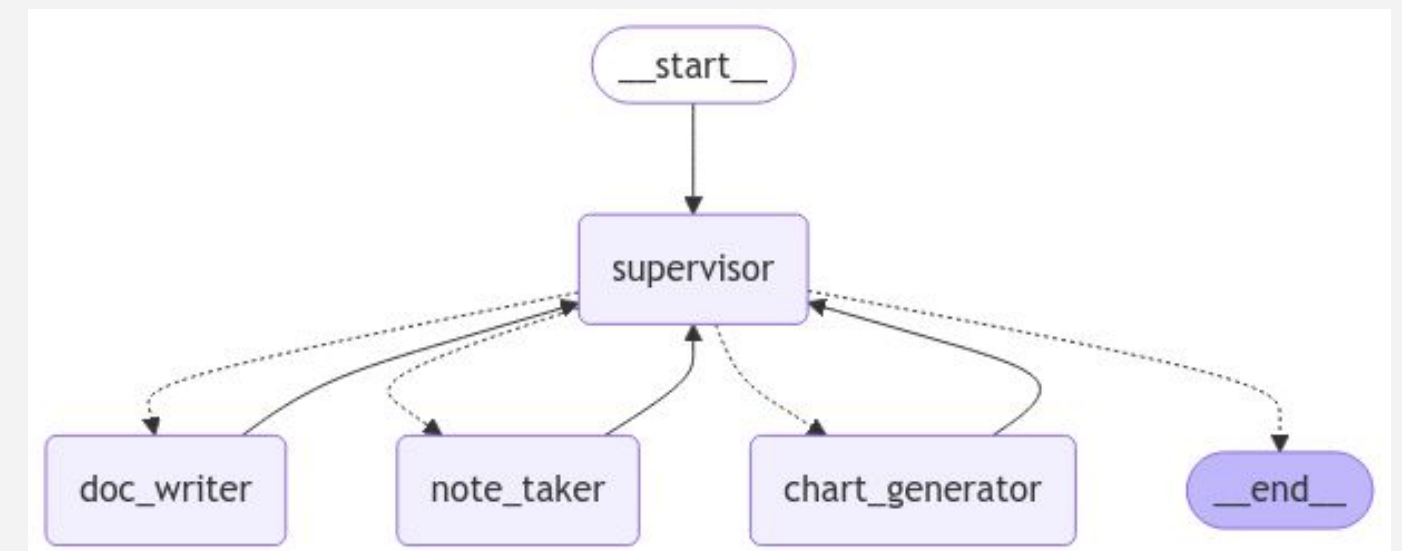 __start__
supervisor
doc_writer
note_taker
chart_generator
__end__